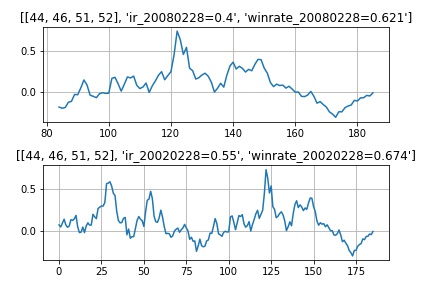 [[44, 46, 51, 52], 'ir_20080228=0.4', 'winrate_20080228=0.621']
0.5
0.0
80 100 120 140 160 180
[[44, 46, 51, 52], 'ir_20020228=0.55', 'winrate_20020228=0.674']
0.5
0.0
0 25 50 75 100 125 150 175